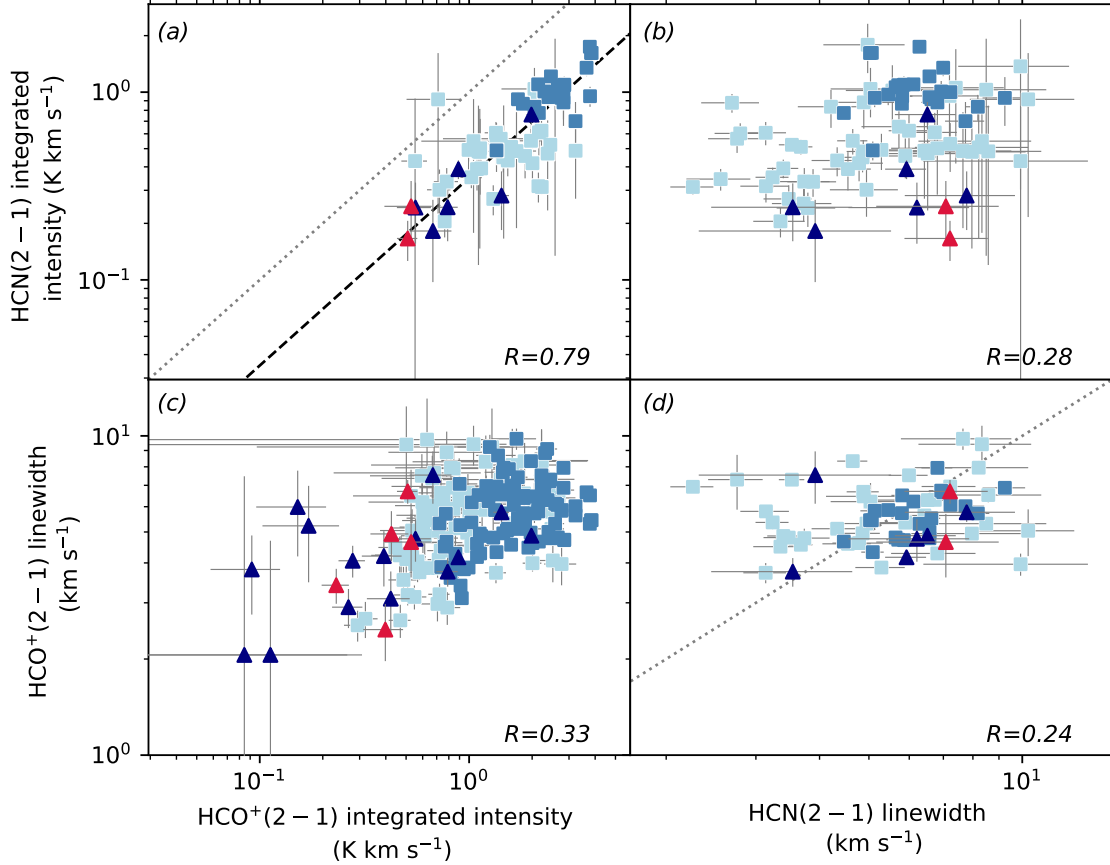 (a)
(b)
HCN(2 − 1) integrated
intensity (K km s⁻¹)
10⁰
10⁻¹
R=0.79
R=0.28
(c)
(d)
HCO⁺(2 − 1) linewidth
(km s⁻¹)
10¹
10⁰
R=0.33
R=0.24
10⁻¹
10⁰
10¹
HCO⁺(2 − 1) integrated intensity
(K km s⁻¹)
HCN(2 − 1) linewidth
(km s⁻¹)